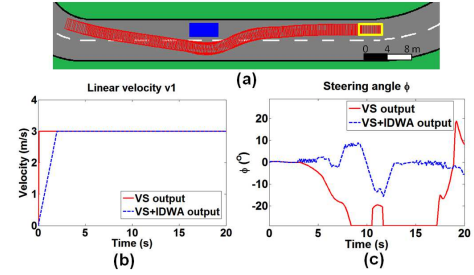 0 4 8 m
(a)
Linear velocity v1
Velocity (m/s)
4
3
2
1
0
VS output
VS+IDWA output
0 5 10 15 20
Time (s)
(b)
Steering angle ϕ
ϕ (°)
20
10
0
-10
-20
VS output
VS+IDWA output
0 5 10 15 20
Time (s)
(c)